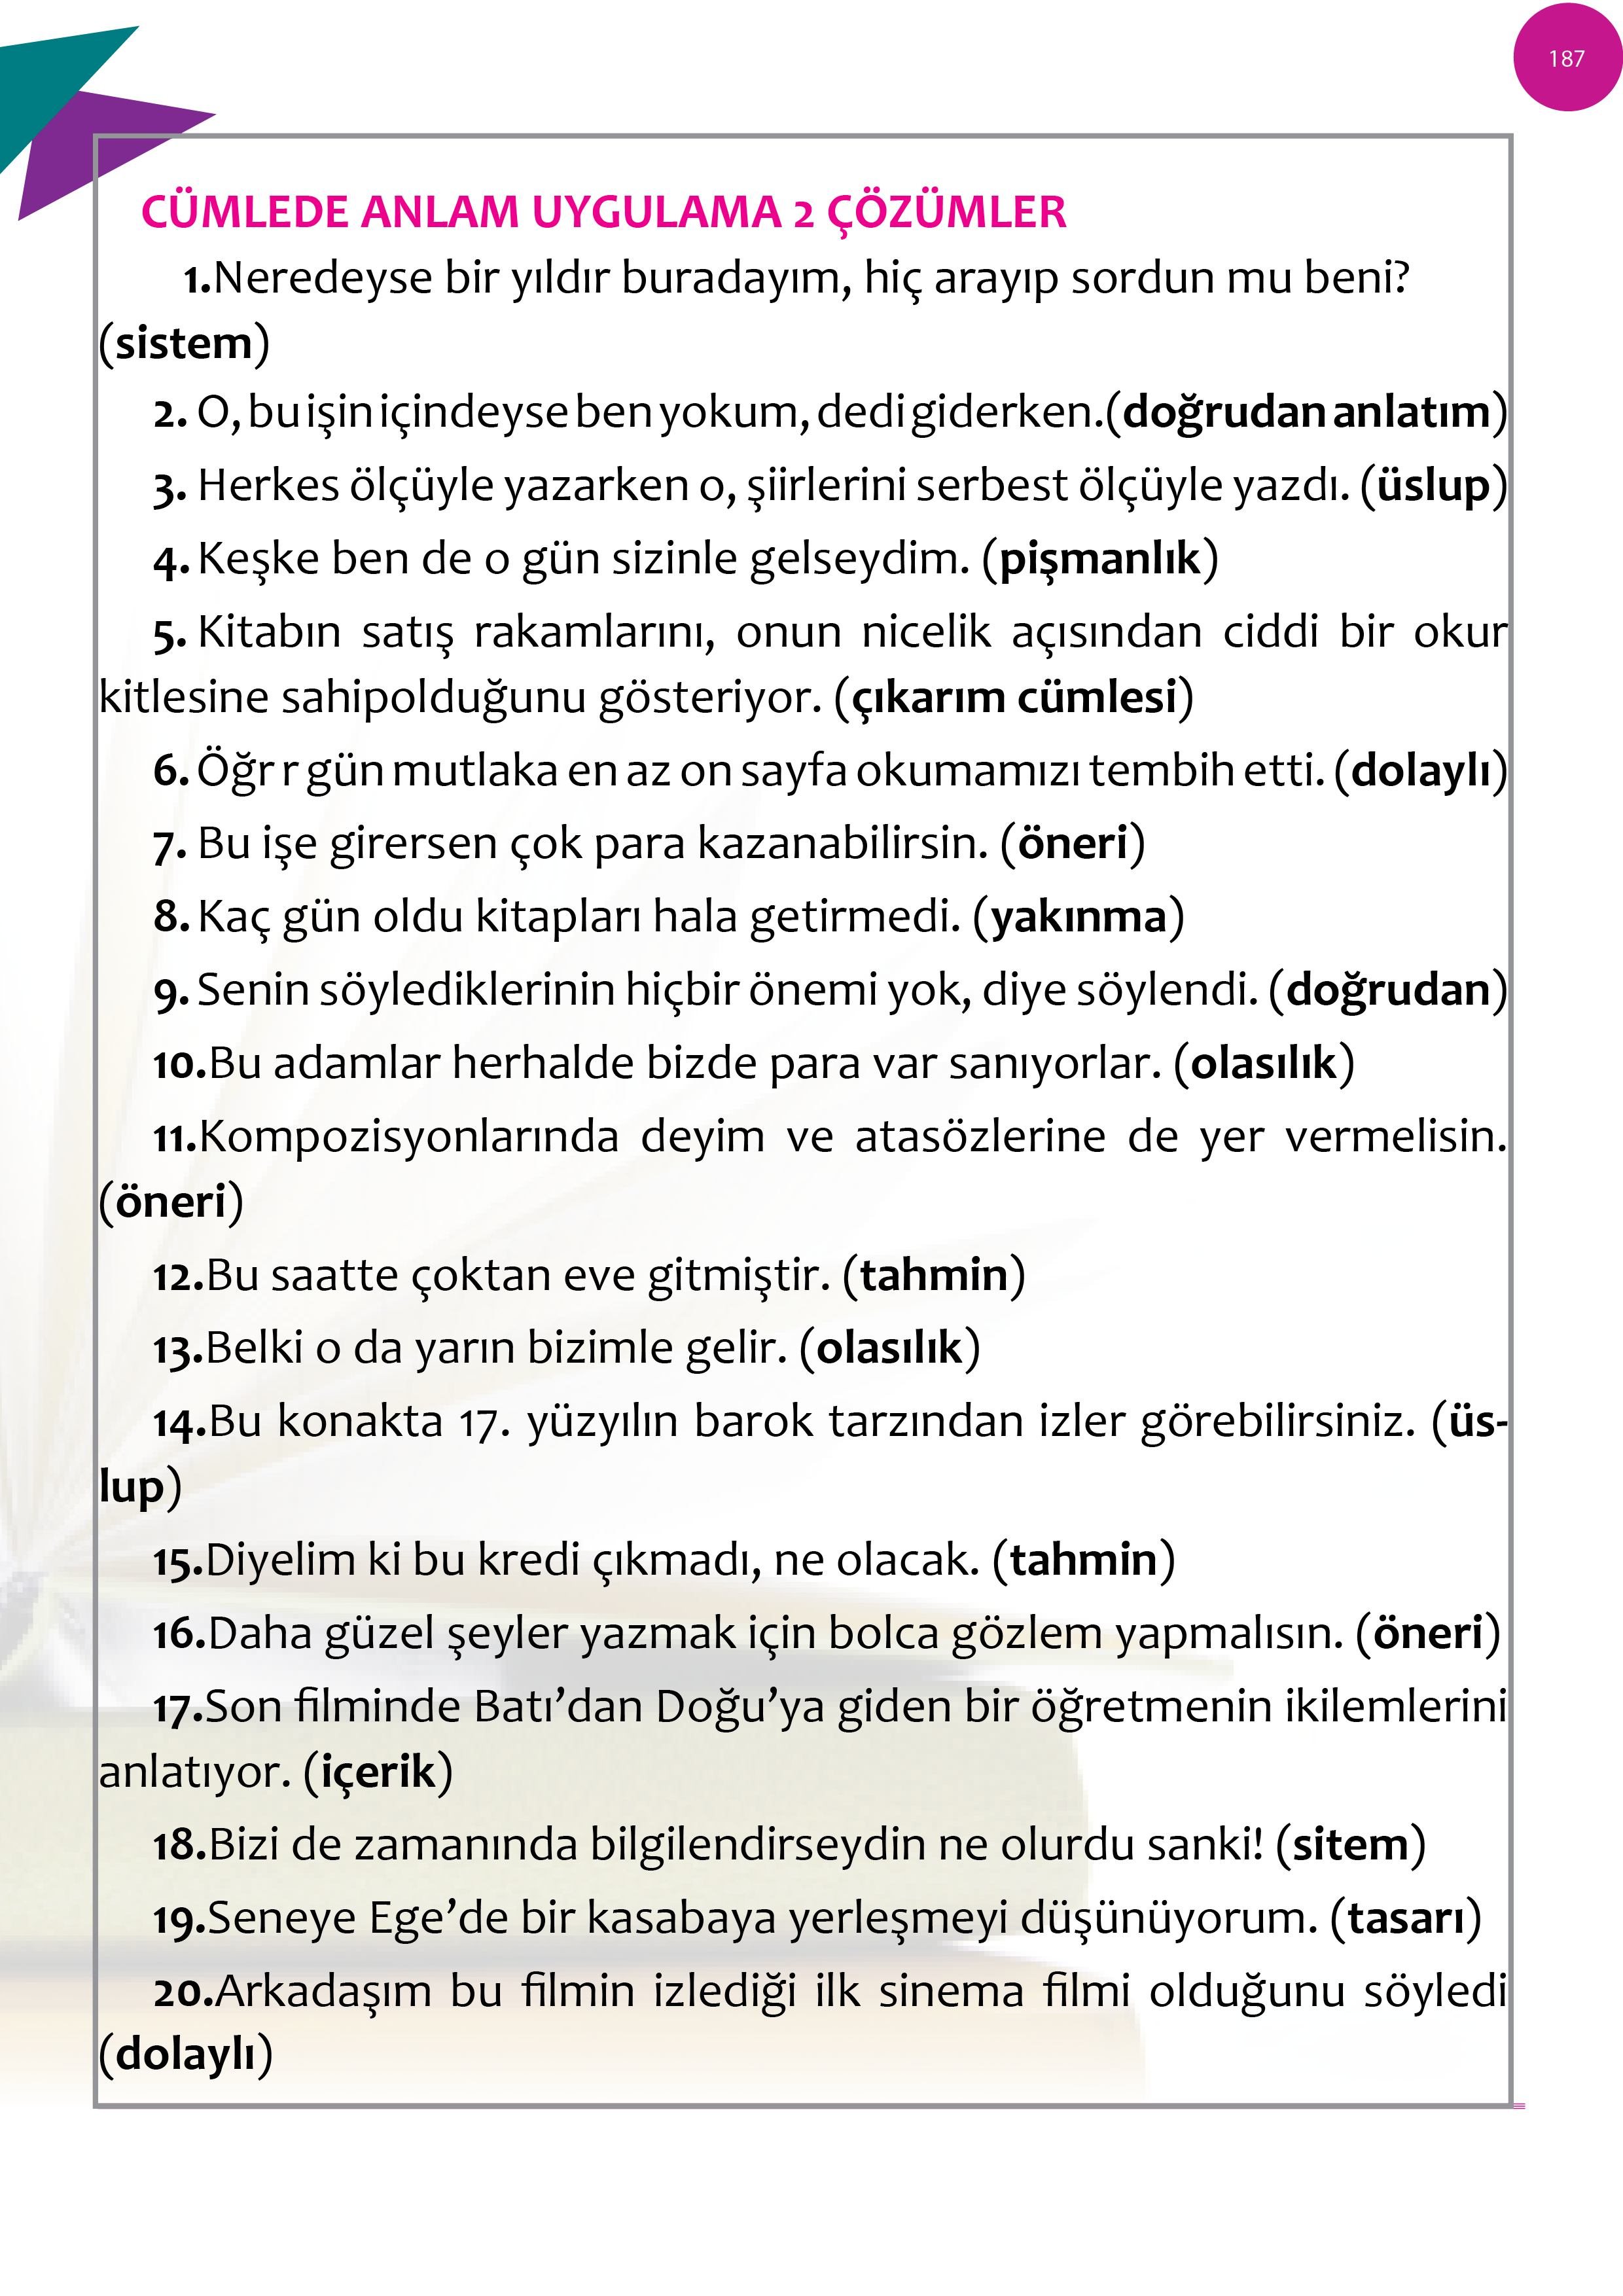 187
CÜMLEDE ANLAM UYGULAMA 2 ÇÖZÜMLER
1.Neredeyse bir yıldır buradayım, hiç arayıp sordun mu beni?
(sistem)
2. O, bu işin içindeyse ben yokum, dedi giderken.(doğrudan anlatım)
3. Herkes ölçüyle yazarken o, şiirlerini serbest ölçüyle yazdı. (üslup)
4. Keşke ben de o gün sizinle gelseydim. (pişmanlık)
5. Kitabın satış rakamlarını, onun nicelik açısından ciddi bir okur
kitlesine sahipolduğunu gösteriyor. (çıkarım cümlesi)
6. Öğr r gün mutlaka en az on sayfa okumamızı tembih etti. (dolaylı)
7. Bu işe girersen çok para kazanabilirsin. (öneri)
8. Kaç gün oldu kitapları hala getirmedi. (yakınma)
9. Senin söylediklerinin hiçbir önemi yok, diye söylendi. (doğrudan)
10.Bu adamlar herhalde bizde para var sanıyorlar. (olasılık)
11.Kompozisyonlarında deyim ve atasözlerine de yer vermelisin.
(öneri)
12.Bu saatte çoktan eve gitmiştir. (tahmin)
13.Belki o da yarın bizimle gelir. (olasılık)
14.Bu konakta 17. yüzyılın barok tarzından izler görebilirsiniz. (üs-
lup)
15.Diyelim ki bu kredi çıkmadı, ne olacak. (tahmin)
16.Daha güzel şeyler yazmak için bolca gözlem yapmalısın. (öneri)
17.Son filminde Batı’dan Doğu’ya giden bir öğretmenin ikilemlerini
anlatıyor. (içerik)
18.Bizi de zamanında bilgilendirseydin ne olurdu sanki! (sitem)
19.Seneye Ege’de bir kasabaya yerleşmeyi düşünüyorum. (tasarı)
20.Arkadaşım bu filmin izlediği ilk sinema filmi olduğunu söyledi
(dolaylı)